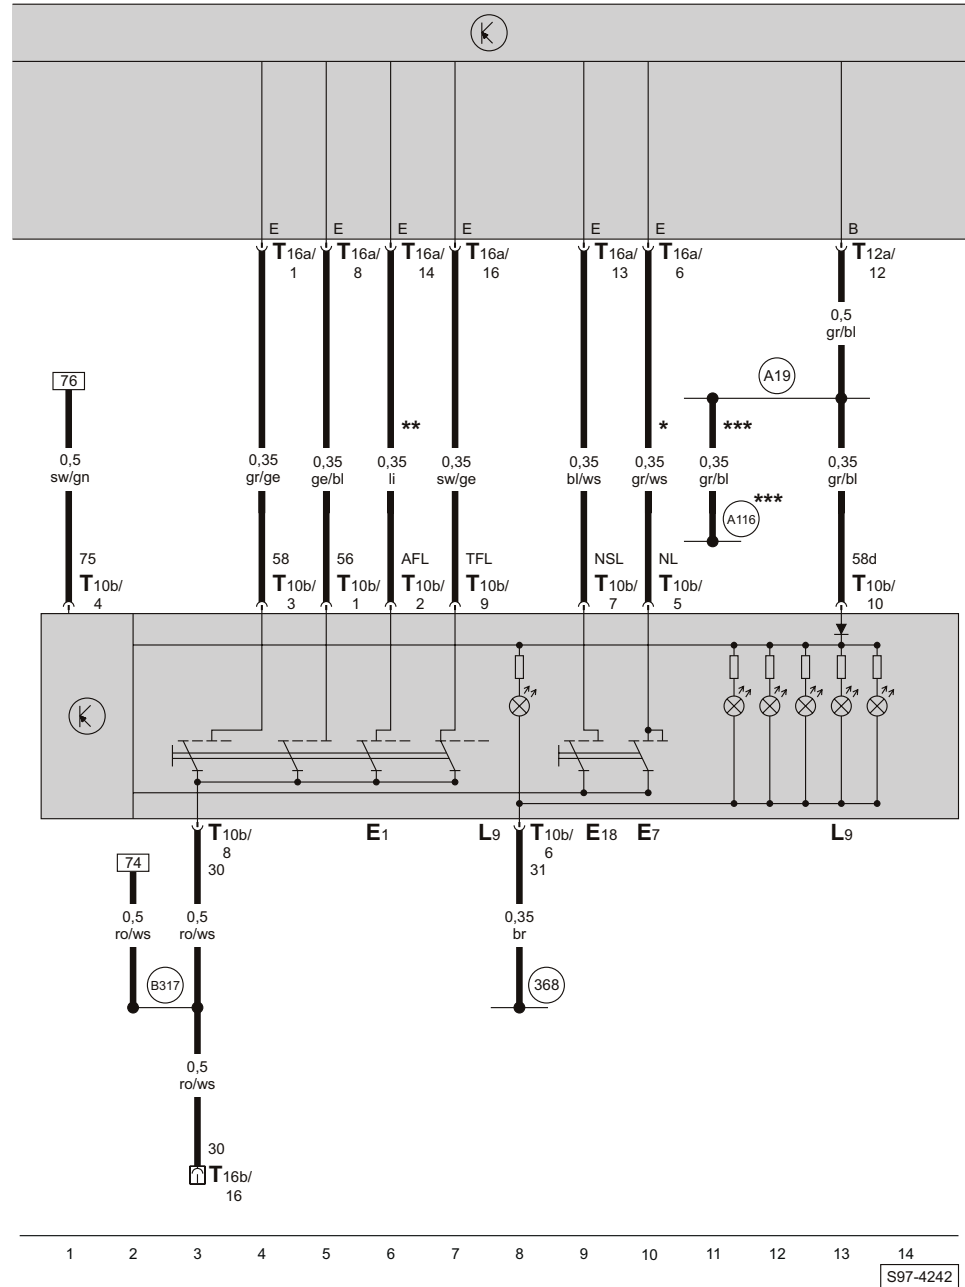 E E E E E E B
T16a/ T16a/ T16a/ T16a/ T16a/ T16a/ T12a/
1 8 14 16 13 6 12
0,5
gr/bl
76
A19
** * ***
0,5 0,35 0,35 0,35 0,35 0,35 0,35 0,35 0,35
sw/gn gr/ge ge/bl li sw/ge bl/ws gr/ws gr/bl gr/bl
***
A116
75 58 56 AFL TFL NSL NL 58d
T10b/ T10b/ T10b/ T10b/ T10b/ T10b/ T10b/ T10b/
4 3 1 2 9 7 5 10
T10b/ E1 L9 T10b/ E18 E7 L9
8 6
30 31
74
0,5 0,5 0,35
ro/ws ro/ws br
B317 368
0,5
ro/ws
30
T16b/
16
1 2 3 4 5 6 7 8 9 10 11 12 13 14
S97-4242